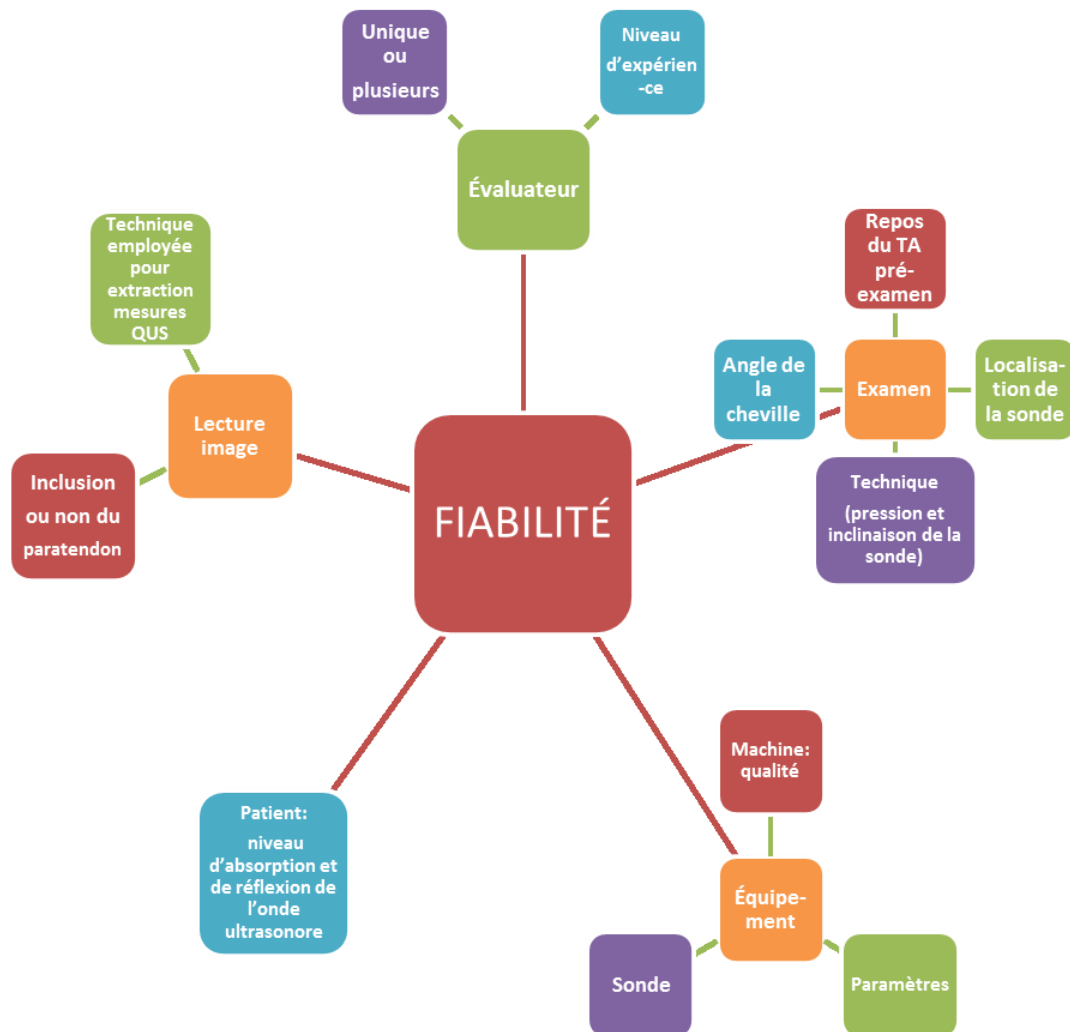 Unique
ou
plusieurs
Niveau
d’expérien
-ce
Évaluateur
Technique
employée
pour
extraction
mesures
QUS
Lecture
image
Inclusion
ou non du
paratendon
FIABILITÉ
Repos
du TA
pré-
examen
Angle de
la
cheville
Examen
Localisa-
tion de
la sonde
Technique
(pression et
inclinaison de la
sonde)
Patient:
niveau
d’absorption et
de réflexion de
l’onde
ultrasonore
Machine:
qualité
Équipe-
ment
Sonde
Paramètres